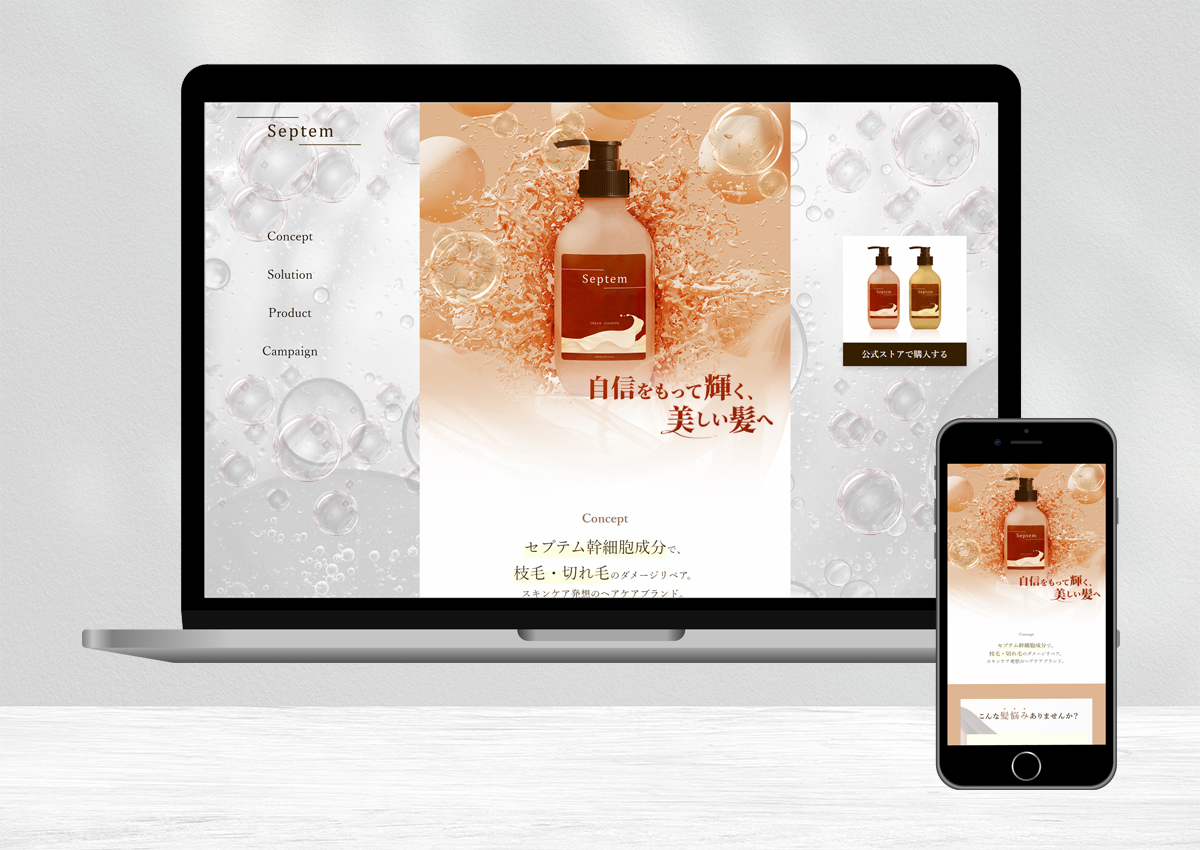 Septem
Concept
Solution
Product
Campaign
Septem
CREAM SHAMPOO
自信をもって輝く、
美しい髪へ
Concept
セプテム幹細胞成分で、
枝毛・切れ毛のダメージリペア。
スキンケア発想のヘアケアブランド。
Septem
Septem
公式ストアで購入する
Septem
自信をもって輝く、
美しい髪へ
Concept
セプテム幹細胞成分で、
枝毛・切れ毛のダメージリペア。
スキンケア発想のヘアケアブランド。
こんな髪悩みありませんか？